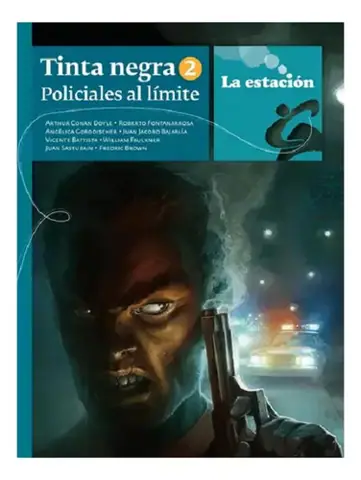 Tinta negra 2
Policiales al límite
ARTHUR CONAN DOYLE • ROBERTO FONTANARROSA
ANGÉLICA GORODISCHER • JUAN JACOBO BAJARLÍA
VICENTE BATTISTA • WILLIAM FAULKNER
JUAN SASTURAIN • FREDRIC BROWN
La estación